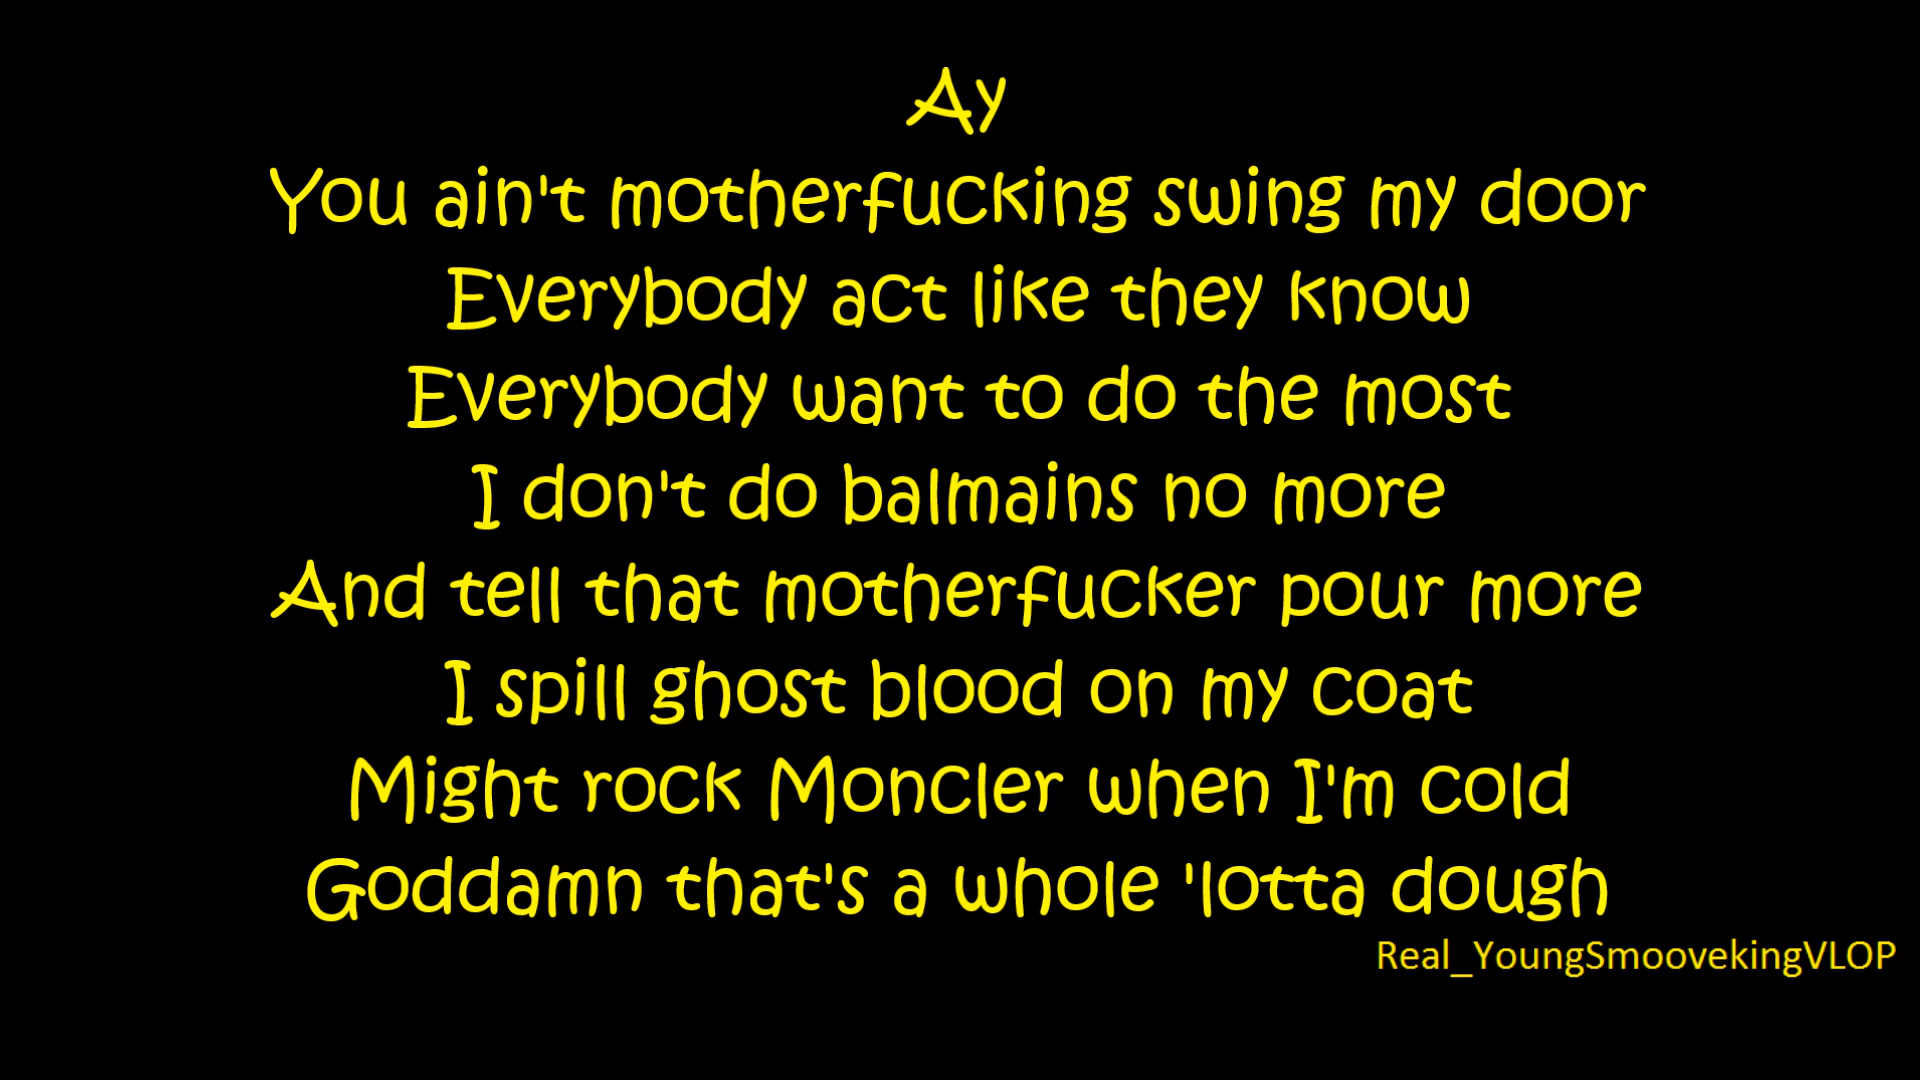 Ay
You ain't motherfucking swing my door
Everybody act like they know
Everybody want to do the most
I don't do balmains no more
And tell that motherfucker pour more
I spill ghost blood on my coat
Might rock Moncler when I'm cold
Goddamn that's a whole 'lotta dough
Real_YoungSmoovekingVLOP